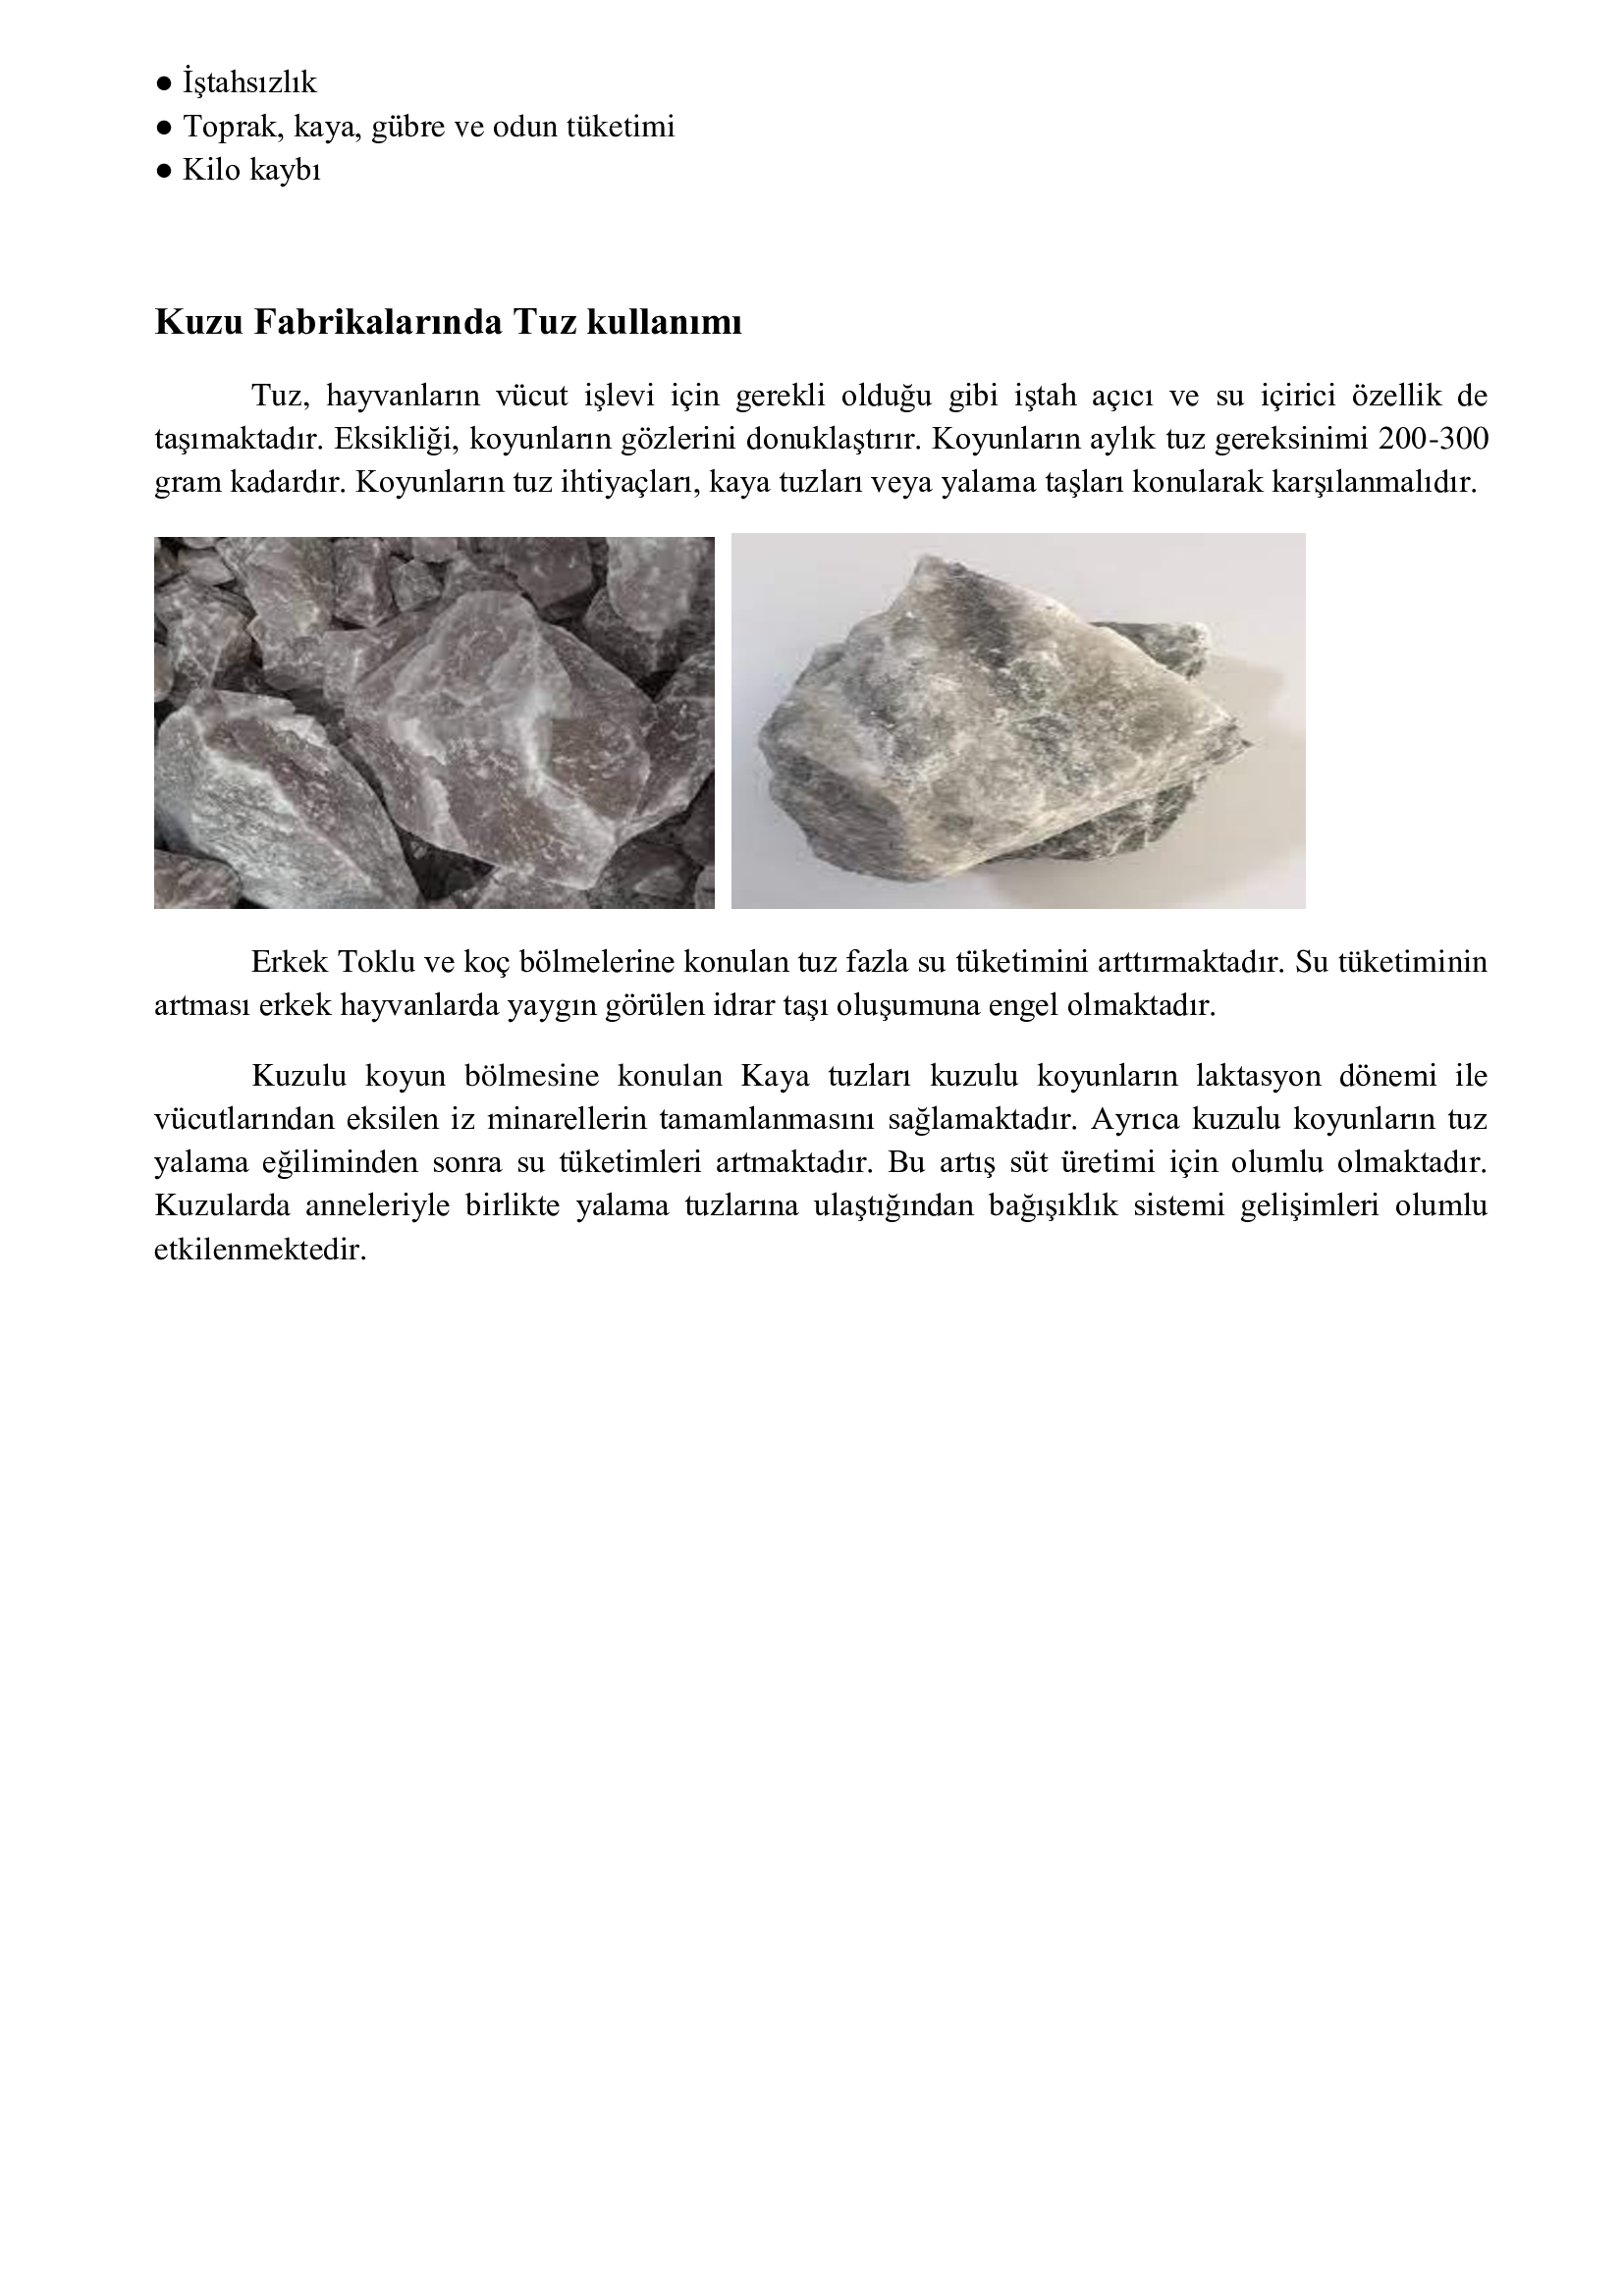 ● İştahsızlık
● Toprak, kaya, gübre ve odun tüketimi
● Kilo kaybı
Kuzu Fabrikalarında Tuz kullanımı
Tuz, hayvanların vücut işlevi için gerekli olduğu gibi iştah açıcı ve su içirici özellik de
taşımaktadır. Eksikliği, koyunların gözlerini donuklaştırır. Koyunların aylık tuz gereksinimi 200-300
gram kadardır. Koyunların tuz ihtiyaçları, kaya tuzları veya yalama taşları konularak karşılanmalıdır.
Erkek Toklu ve koç bölmelerine konulan tuz fazla su tüketimini arttırmaktadır. Su tüketiminin
artması erkek hayvanlarda yaygın görülen idrar taşı oluşumuna engel olmaktadır.
Kuzulu koyun bölmesine konulan Kaya tuzları kuzulu koyunların laktasyon dönemi ile
vücutlarından eksilen iz minarellerin tamamlanmasını sağlamaktadır. Ayrıca kuzulu koyunların tuz
yalama eğiliminden sonra su tüketimleri artmaktadır. Bu artış süt üretimi için olumlu olmaktadır.
Kuzularda anneleriyle birlikte yalama tuzlarına ulaştığından bağışıklık sistemi gelişimleri olumlu
etkilenmektedir.